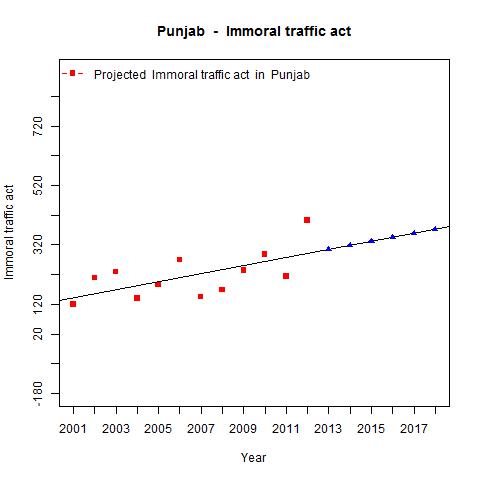 Punjab - Immoral traffic act
Projected Immoral traffic act in Punjab
Immoral traffic act
720
520
320
120
20
-180
2001 2003 2005 2007 2009 2011 2013 2015 2017
Year